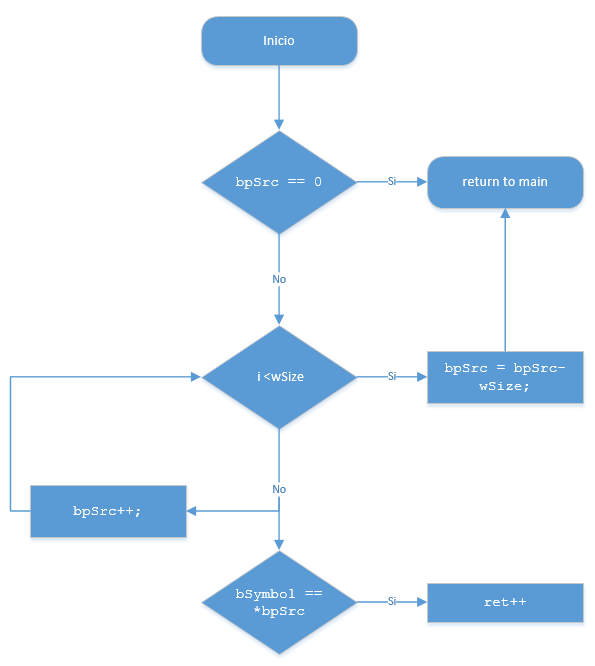 Inicio
bpSrc == 0
Si
return to main
No
i <wSize
Si
bpSrc = bpSrc-
wSize;
No
bpSrc++;
bSymbol ==
*bpSrc
Si
ret++